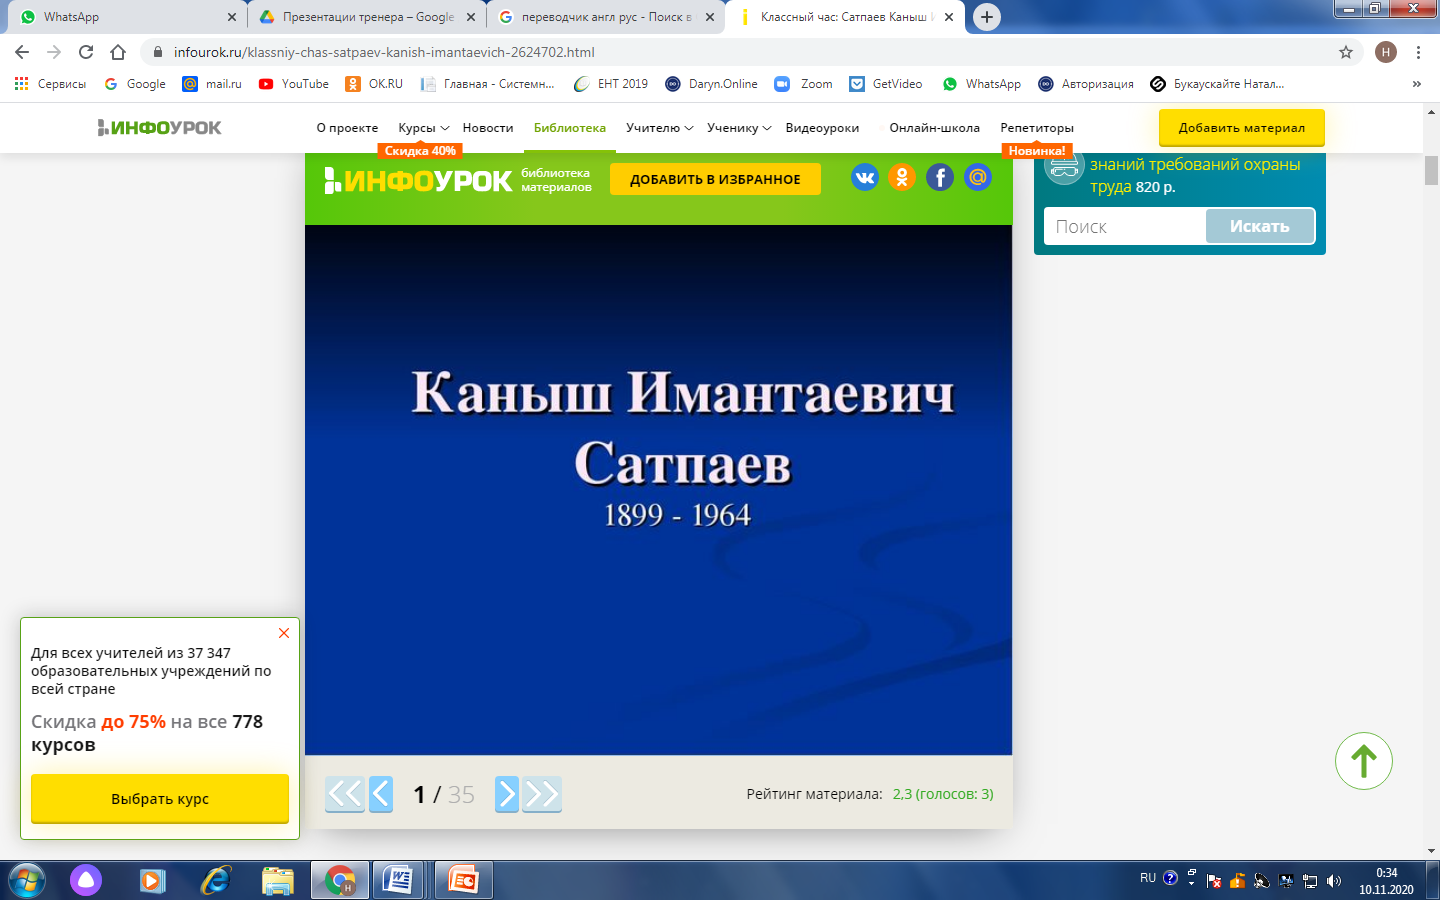 WhatsApp
Презентации тренера – Google
переводчик англ рус - Поиск в
Классный час: Сатпаев Каныш И
infourok.ru/klassniy-chas-satpaev-kanish-imantaevich-2624702.html
H
Сервисы
Google
mail.ru
YouTube
OK.RU
Главная - Системн...
ЕНТ 2019
Daryn.Online
Zoom
GetVideo
WhatsApp
Авторизация
Букаускайте Натал...
»
ИНФОУРОК
О проекте
Курсы
Скидка 40%
Новости
Библиотека
Учителю
Ученику
Видеоуроки
Онлайн-школа
Репетиторы
Новинка!
Добавить материал
ИНФОУРОК
библиотека
материалов
ДОБАВИТЬ В ИЗБРАННОЕ
знаний требований охраны
труда 820 р.
Поиск
Искать
Каныш Имантаевич
Сатпаев
1899 - 1964
Для всех учителей из 37 347
образовательных учреждений по
всей стране
Скидка до 75% на все 778
курсов
Выбрать курс
1 / 35
Рейтинг материала: 2,3 (голосов: 3)
RU
0:34
10.11.2020